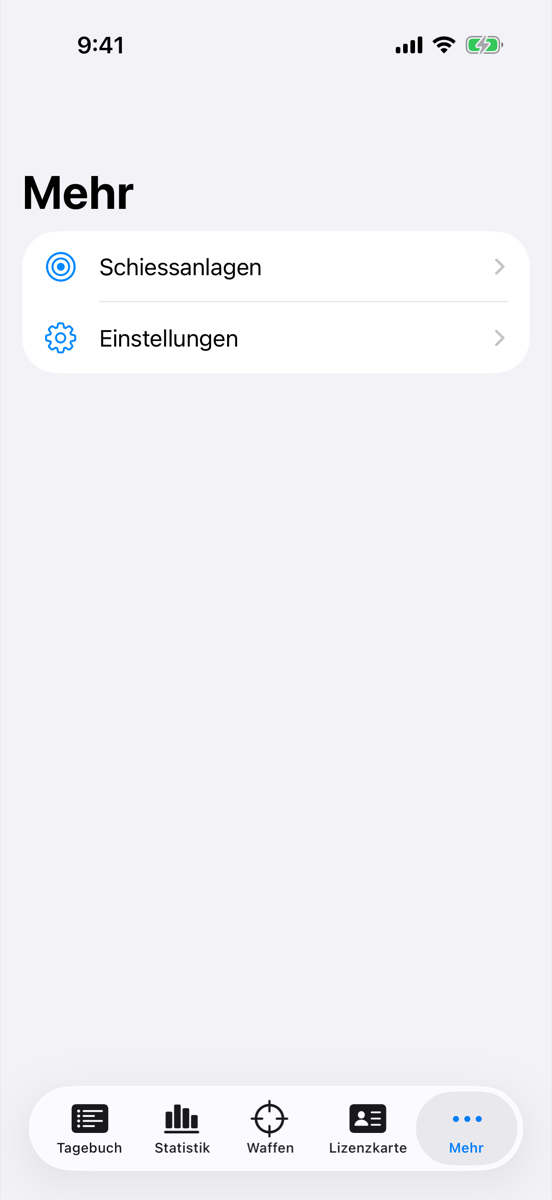 9:41
Mehr
Schiessanlagen
Einstellungen
Tagebuch
Statistik
Waffen
Lizenzkarte
Mehr